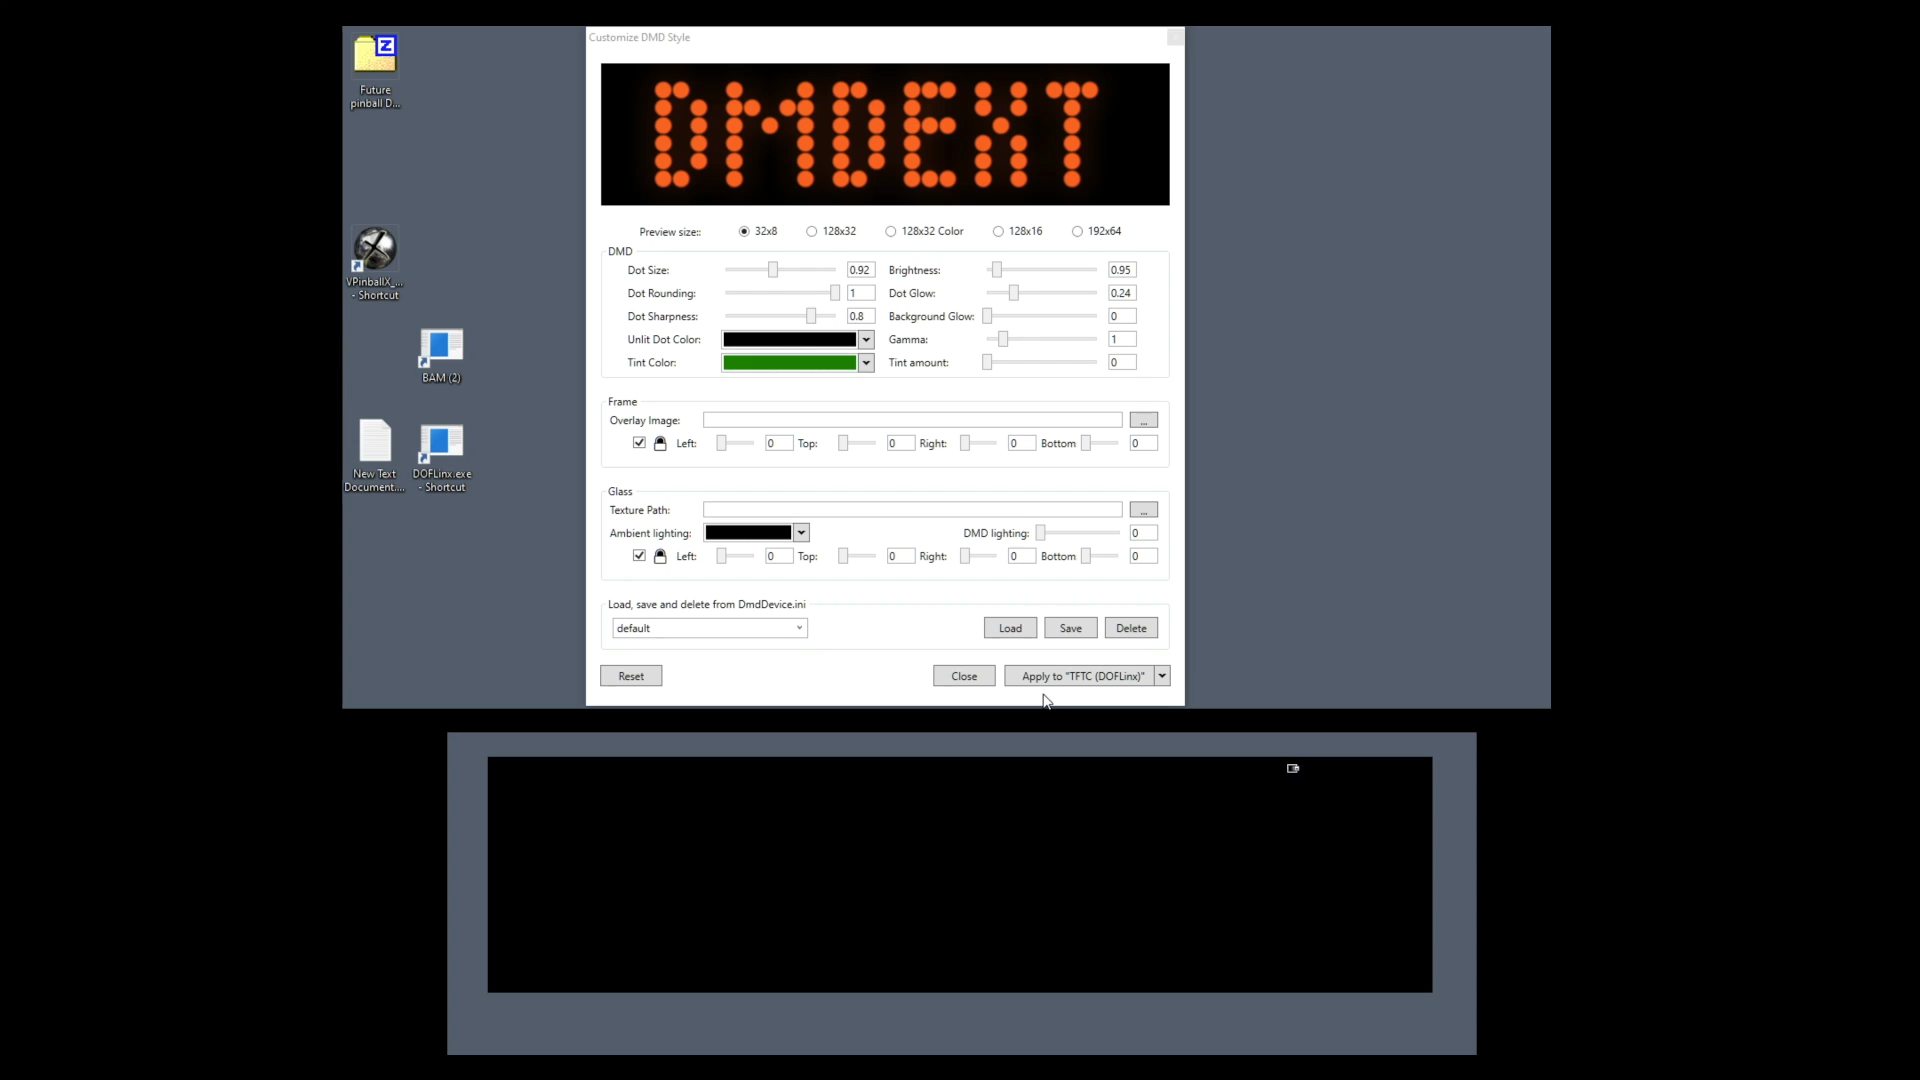 Customize DMD Style
DMDEXT
Preview size:: 32x8 128x32 128x32 Color 128x16 192x64
DMD
Dot Size: 0.92 Brightness: 0.95
Dot Rounding: 1 Dot Glow: 0.24
Dot Sharpness: 0.8 Background Glow: 0
Unlit Dot Color: Gamma: 1
Tint Color: Tint amount: 0
Frame
Overlay Image: ...
Left: 0 Top: 0 Right: 0 Bottom 0
Glass
Texture Path: ...
Ambient lighting: DMD lighting: 0
Left: 0 Top: 0 Right: 0 Bottom 0
Load, save and delete from DmdDevice.ini
default Load Save Delete
Reset Close Apply to "TFTC (DOFLinx)"
Z
Future
pinball D...
VPinballX_...
- Shortcut
BAM (2)
New Text
Document....
DOFLinx.exe
- Shortcut